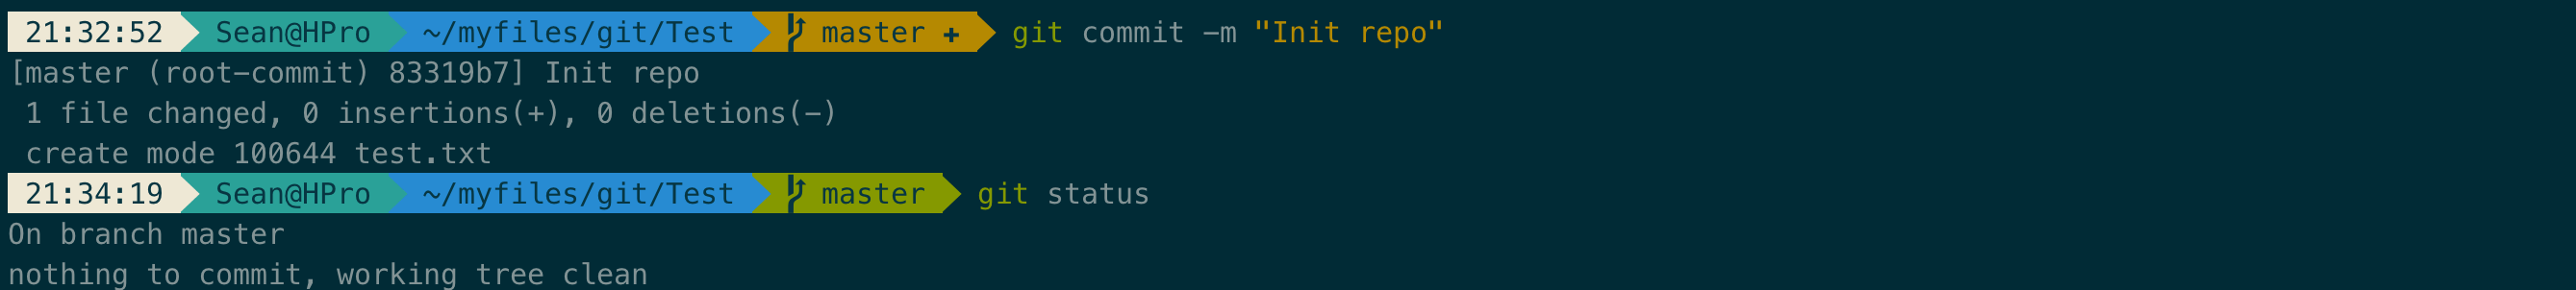 21:32:52 Sean@HPro ~/myfiles/git/Test master + git commit -m "Init repo"
[master (root-commit) 83319b7] Init repo
1 file changed, 0 insertions(+), 0 deletions(-)
create mode 100644 test.txt
21:34:19 Sean@HPro ~/myfiles/git/Test master git status
On branch master
nothing to commit, working tree clean